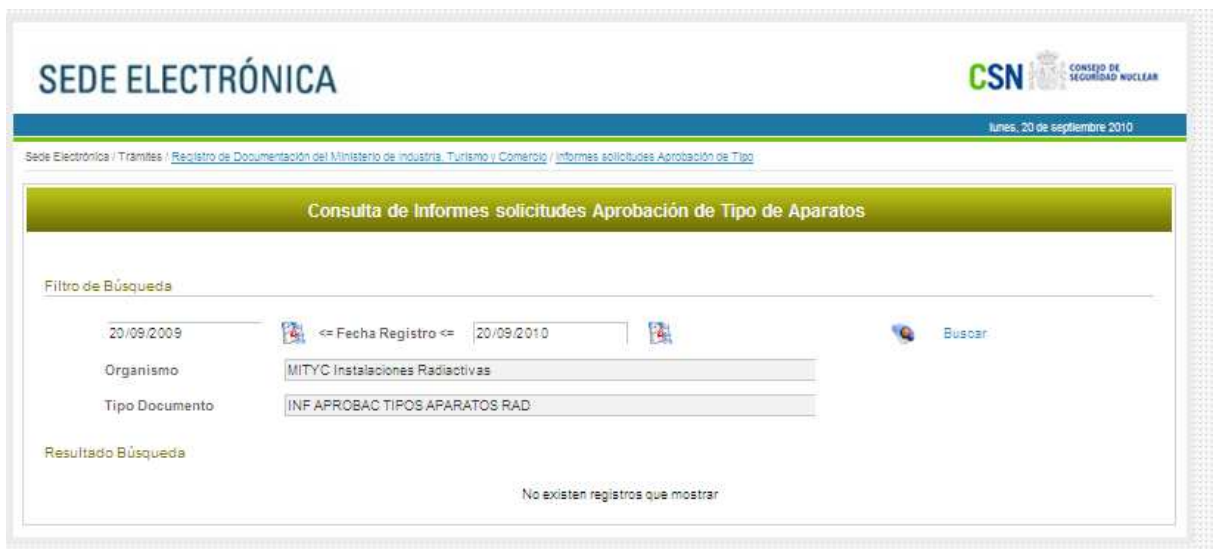 SEDE ELECTRÓNICA
CSN CONSEJO DE SEGURIDAD NUCLEAR
lunes, 20 de septiembre 2010
Sede Electrónica / Trámites / Registro de Documentación del Ministerio de Industria, Turismo y Comercio / Informes solicitudes Aprobación de Tipo
Consulta de Informes solicitudes Aprobación de Tipo de Aparatos
Filtro de Búsqueda
20/09/2009 <= Fecha Registro <= 20/09/2010 Buscar
Organismo MITYC Instalaciones Radiactivas
Tipo Documento INF APROBAC TIPOS APARATOS RAD
Resultado Búsqueda
No existen registros que mostrar